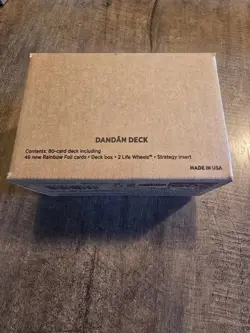 DANDÂN DECK
Contents: 80-card deck including
46 new Rainbow Foil cards • Deck box • 2 Life Wheels™ • Strategy insert
MADE IN USA